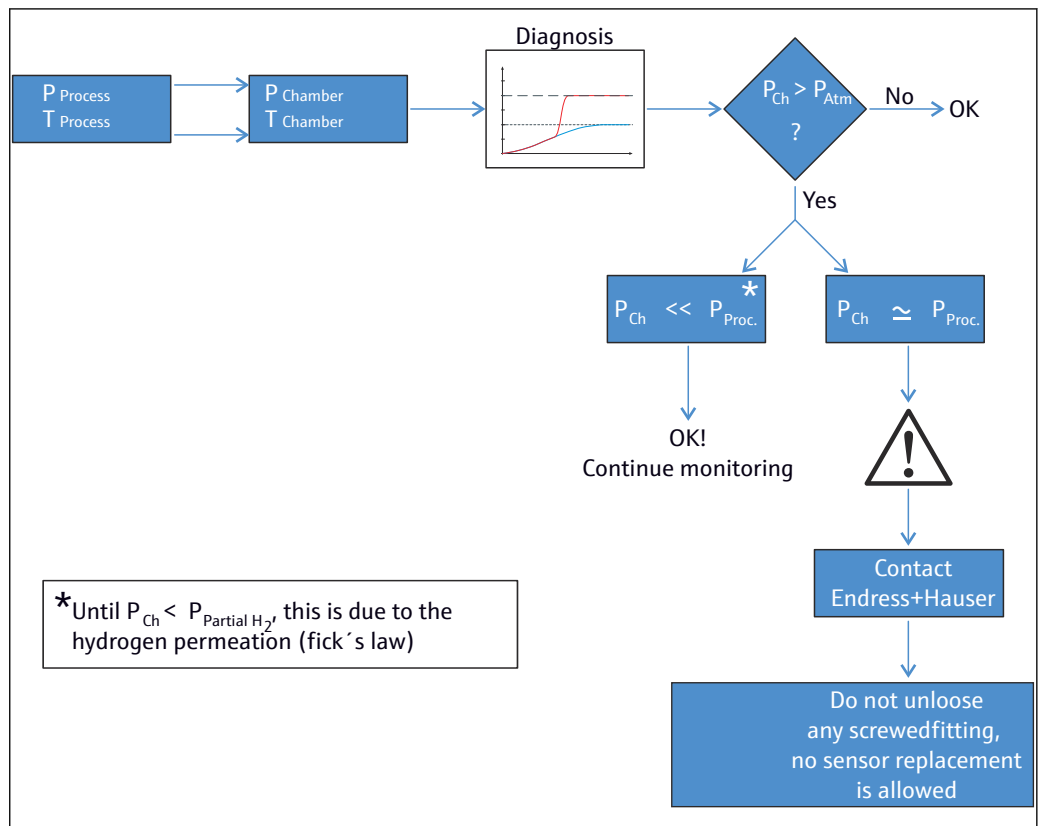 Diagnosis
P Process
T Process
P Chamber
T Chamber
P Ch > P Atm
?
No
OK
Yes
P Ch << P Proc. *
P Ch ≃ P Proc.
OK!
Continue monitoring
!
Contact
Endress+Hauser
*Until P Ch < P Partial H2, this is due to the
hydrogen permeation (fick´s law)
Do not unloose
any screwedfitting,
no sensor replacement
is allowed